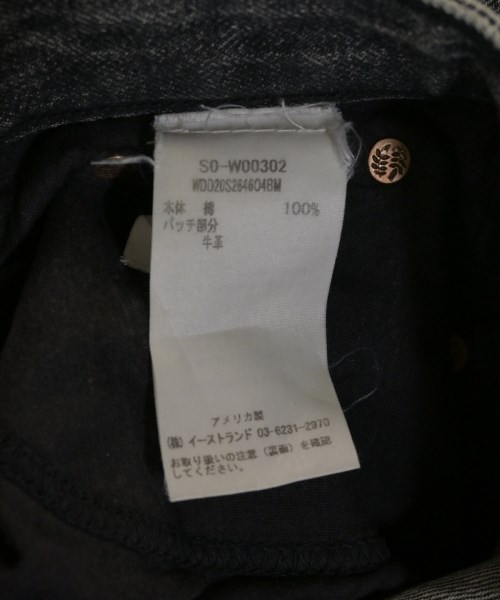 SO-W00302
WDD20S264604BM
本体 綿 100%
パッチ部分
牛革
アメリカ製
(株) イーストランド 03-6231-2970
お取り扱いの注意 (裏面) を確認
してください。